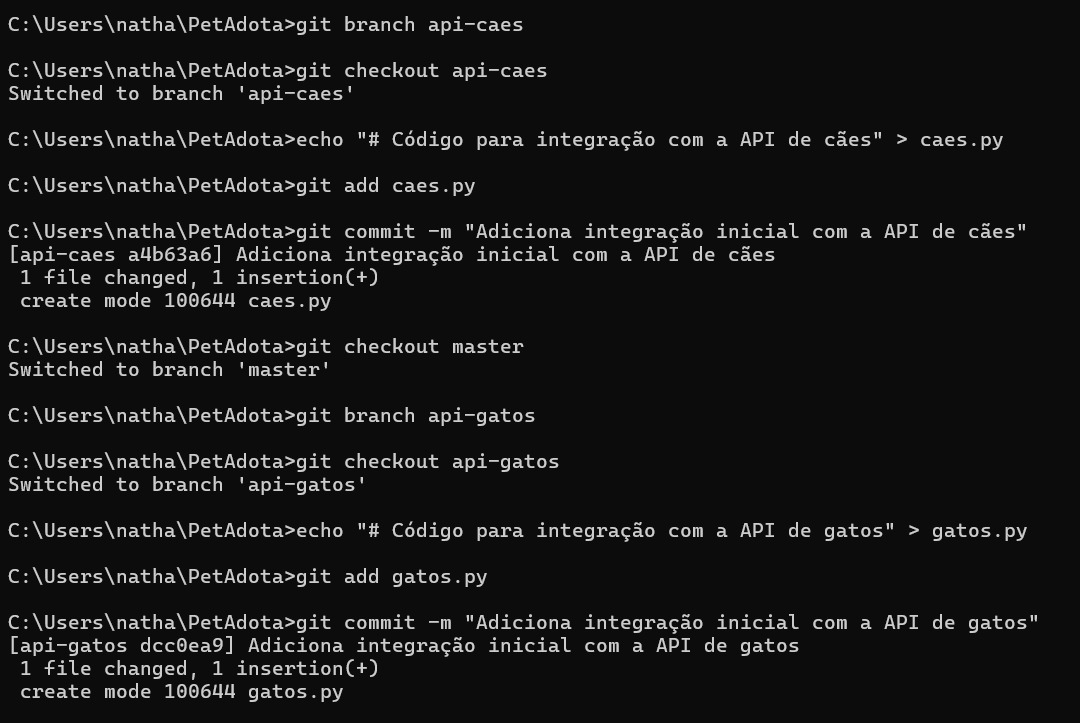 C:\Users\natha\PetAdota>git branch api-caes
C:\Users\natha\PetAdota>git checkout api-caes
Switched to branch 'api-caes'
C:\Users\natha\PetAdota>echo "# Código para integração com a API de cães" > caes.py
C:\Users\natha\PetAdota>git add caes.py
C:\Users\natha\PetAdota>git commit -m "Adiciona integração inicial com a API de cães"
[api-caes a4b63a6] Adiciona integração inicial com a API de cães
 1 file changed, 1 insertion(+)
 create mode 100644 caes.py
C:\Users\natha\PetAdota>git checkout master
Switched to branch 'master'
C:\Users\natha\PetAdota>git branch api-gatos
C:\Users\natha\PetAdota>git checkout api-gatos
Switched to branch 'api-gatos'
C:\Users\natha\PetAdota>echo "# Código para integração com a API de gatos" > gatos.py
C:\Users\natha\PetAdota>git add gatos.py
C:\Users\natha\PetAdota>git commit -m "Adiciona integração inicial com a API de gatos"
[api-gatos dcc0ea9] Adiciona integração inicial com a API de gatos
 1 file changed, 1 insertion(+)
 create mode 100644 gatos.py